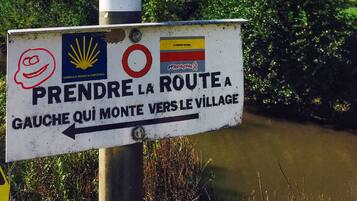 PRENDRE LA ROUTE A
GAUCHE QUI MONTE VERS LE VILLAGE